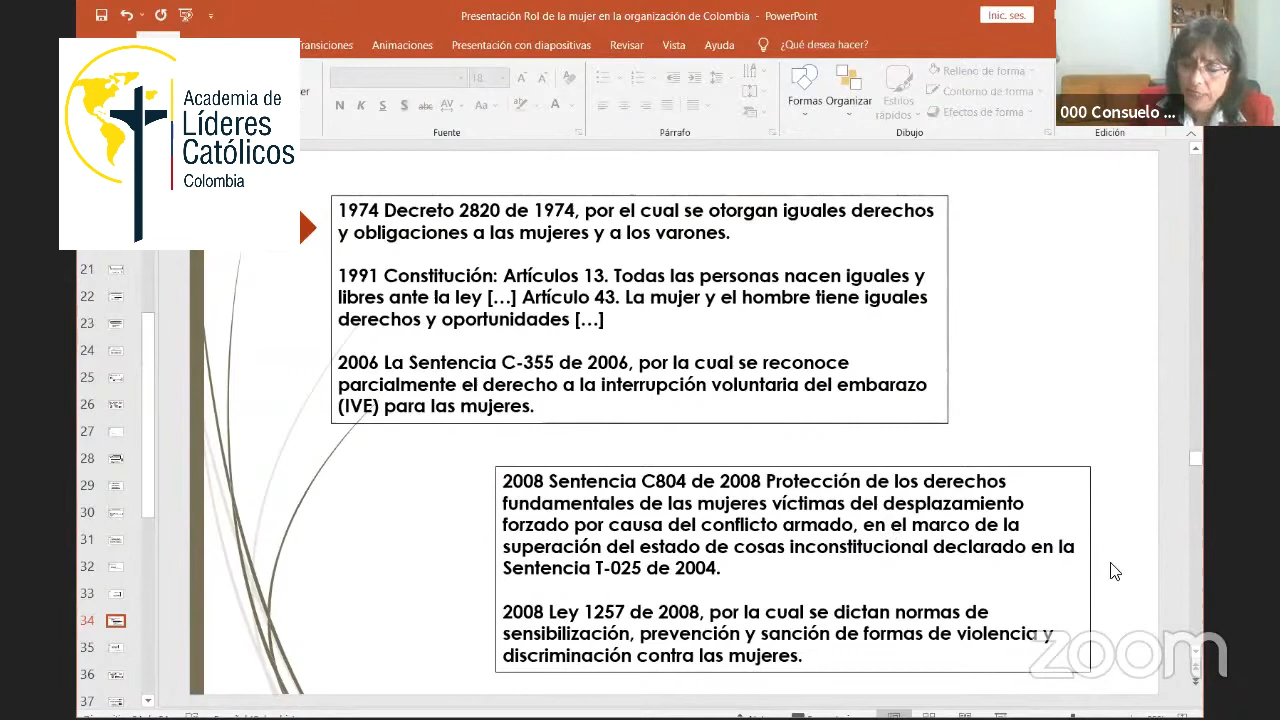 Presentación Rol de la mujer en la organización de Colombia - PowerPoint
Inic. ses.
Animaciones
Presentación con diapositivas
Revisar
Vista
Ayuda
¿Qué desea hacer?
18
N K S S abc AV Aa A
Formas Organizar Estilos
rápidos
Relleno de forma
Contorno de forma
Efectos de forma
Fuente
Párrafo
Dibujo
Edición
000 Consuelo ...
Academia de
Líderes
Católicos
Colombia
21
22
23
24
25
26
27
28
29
30
31
32
33
34
35
36
37
1974 Decreto 2820 de 1974, por el cual se otorgan iguales derechos
y obligaciones a las mujeres y a los varones.
1991 Constitución: Artículos 13. Todas las personas nacen iguales y
libres ante la ley […] Artículo 43. La mujer y el hombre tiene iguales
derechos y oportunidades […]
2006 La Sentencia C-355 de 2006, por la cual se reconoce
parcialmente el derecho a la interrupción voluntaria del embarazo
(IVE) para las mujeres.
2008 Sentencia C804 de 2008 Protección de los derechos
fundamentales de las mujeres víctimas del desplazamiento
forzado por causa del conflicto armado, en el marco de la
superación del estado de cosas inconstitucional declarado en la
Sentencia T-025 de 2004.
2008 Ley 1257 de 2008, por la cual se dictan normas de
sensibilización, prevención y sanción de formas de violencia y
discriminación contra las mujeres.
zoom